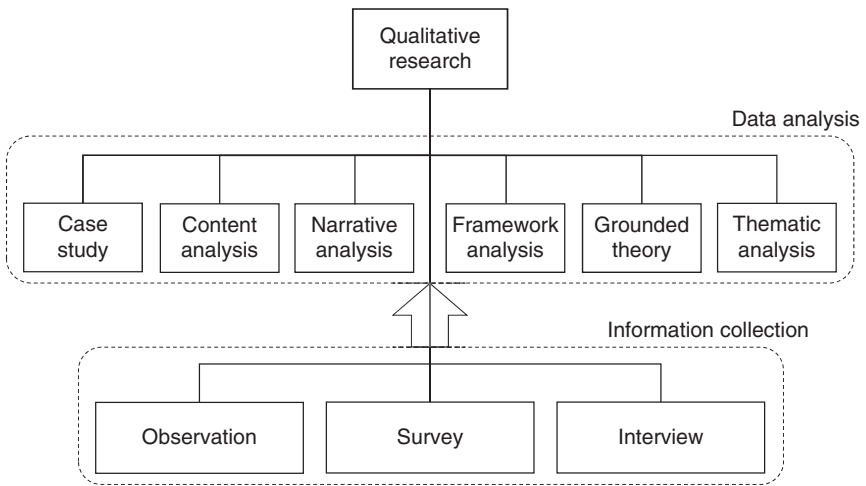 Qualitative
research
Data analysis
Case
study
Content
analysis
Narrative
analysis
Framework
analysis
Grounded
theory
Thematic
analysis
Information collection
Observation
Survey
Interview